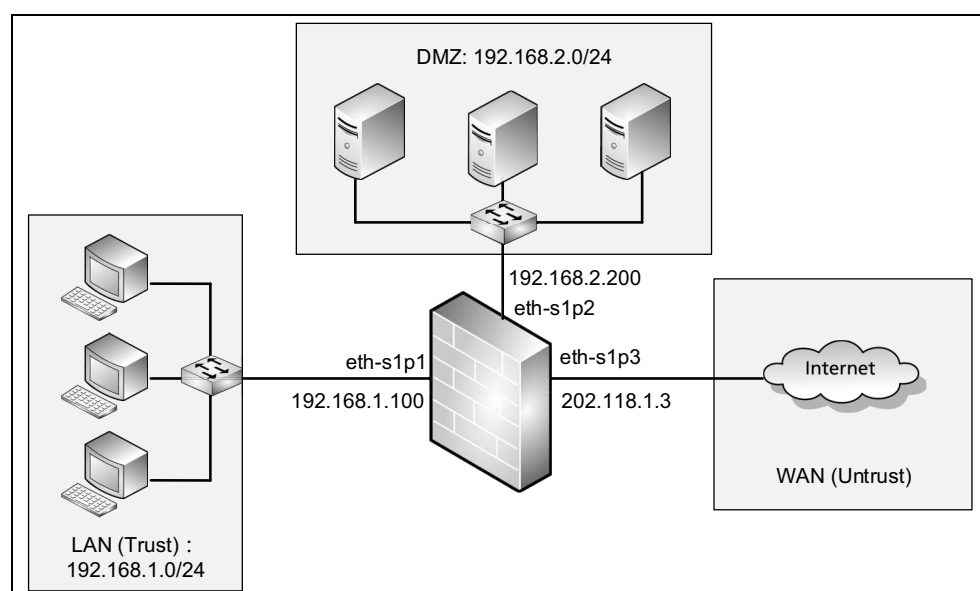 DMZ: 192.168.2.0/24
192.168.2.200
eth-s1p2
eth-s1p1
192.168.1.100
eth-s1p3
202.118.1.3
Internet
WAN (Untrust)
LAN (Trust) :
192.168.1.0/24